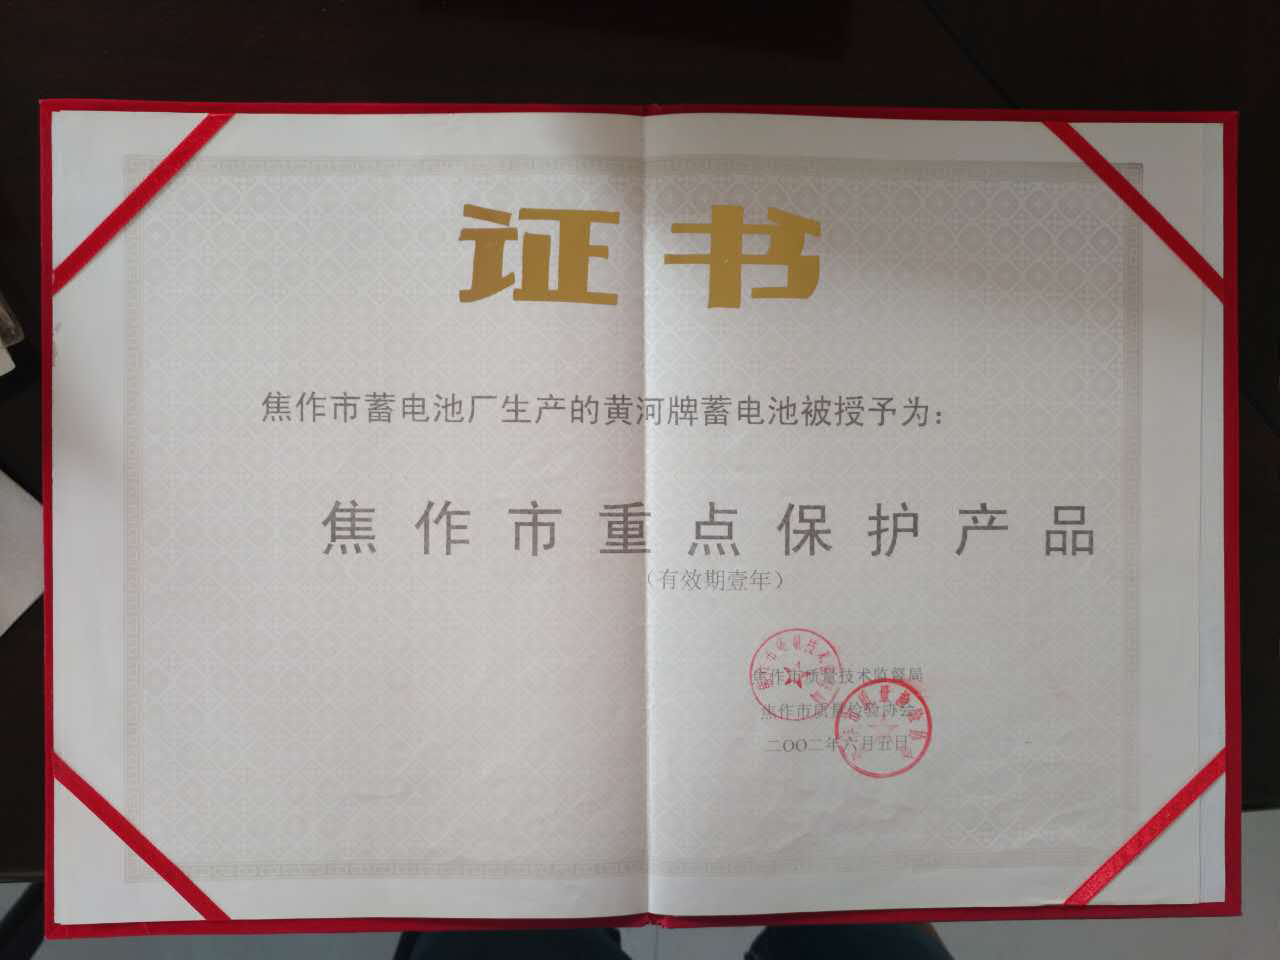 证书
焦作市蓄电池厂生产的黄河牌蓄电池被授予为：
焦作市重点保护产品
（有效期壹年）
焦作市质量技术监督局
焦作市质量检验协会
二〇〇二年六月五日